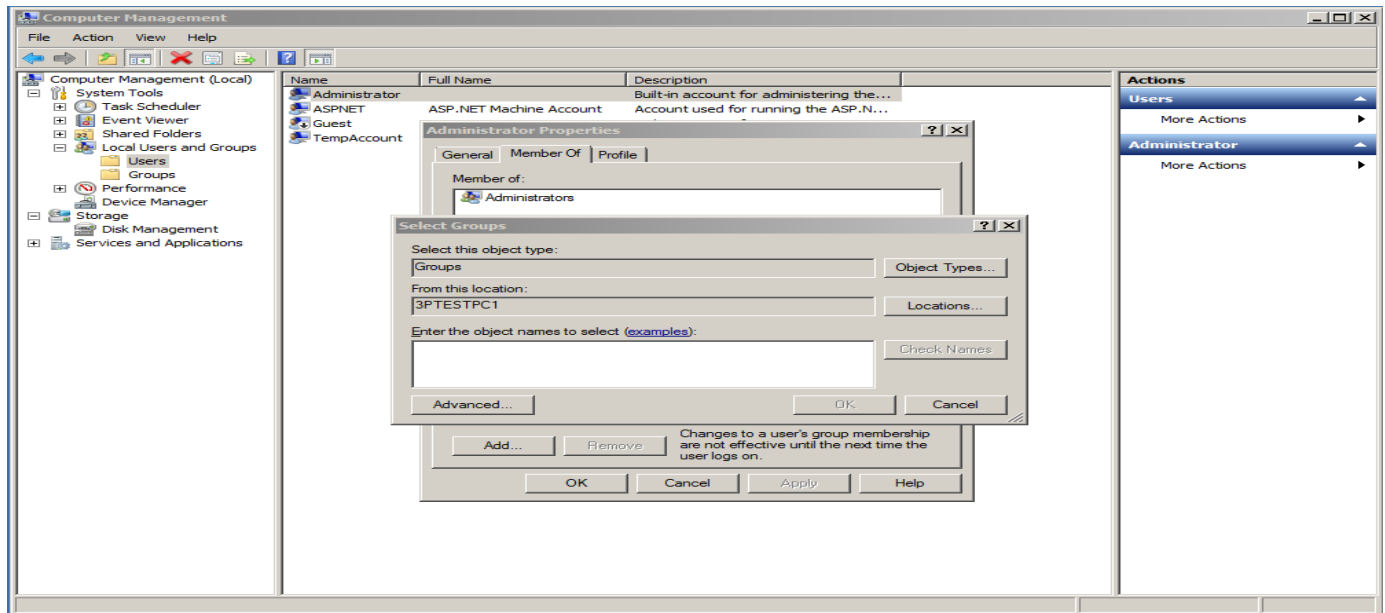 Computer Management
File Action View Help
Computer Management (Local)
System Tools
Task Scheduler
Event Viewer
Shared Folders
Local Users and Groups
Users
Groups
Performance
Device Manager
Storage
Disk Management
Services and Applications
Name Full Name Description
Administrator Built-in account for administering the...
ASPNET ASP.NET Machine Account Account used for running the ASP.N...
Guest
TempAccount
Administrator Properties
General Member Of Profile
Member of:
Administrators
Select Groups
Select this object type:
Groups
Object Types...
From this location:
3PTESTPC1
Locations...
Enter the object names to select (examples):
Check Names
Advanced... OK Cancel
Add... Remove
Changes to a user's group membership
are not effective until the next time the
user logs on.
OK Cancel Apply Help
Actions
Users
More Actions
Administrator
More Actions